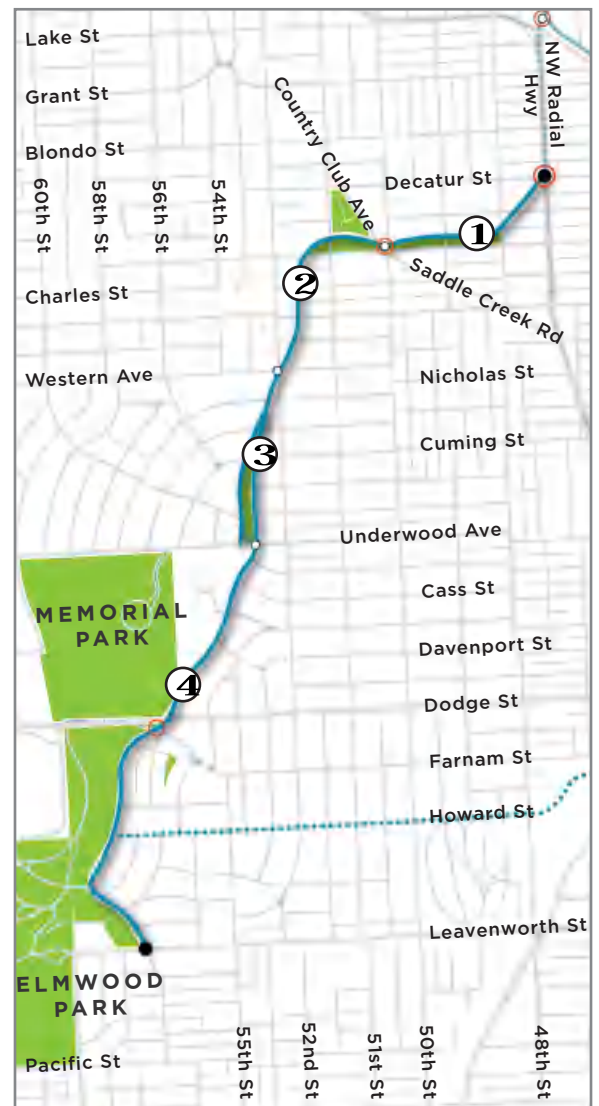 Lake St
NW Radial
Hwy
Grant St
Country Club Ave
Blondo St
Decatur St
60th St
58th St
56th St
54th St
1
2
Saddle Creek Rd
Charles St
Western Ave
Nicholas St
3
Cuming St
Underwood Ave
Cass St
MEMORIAL
PARK
Davenport St
4
Dodge St
Farnam St
Howard St
Leavenworth St
ELMWOOD
PARK
Pacific St
55th St
52nd St
51st St
50th St
48th St